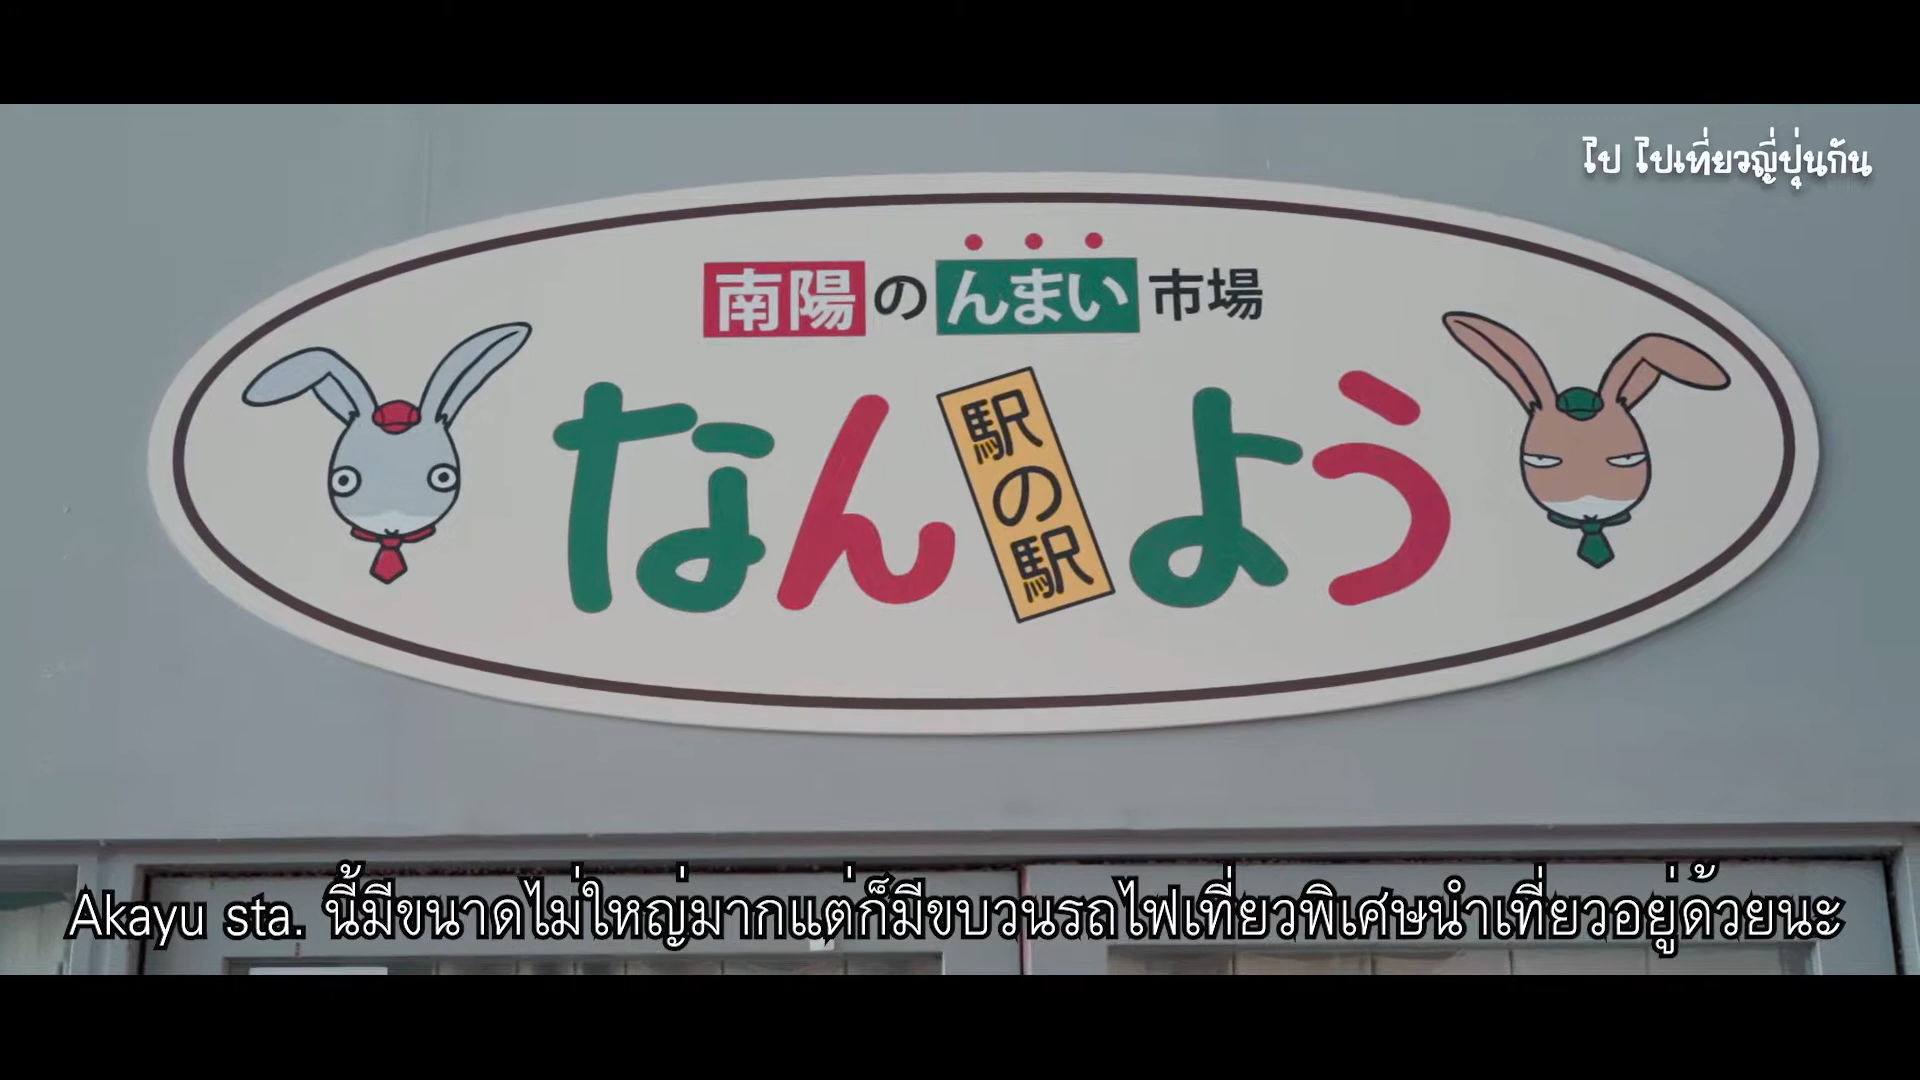 ไป ไปเที่ยวญี่ปุ่นกัน
南陽のんまい市場
なんよう
駅の駅
Akayu sta. นี้มีขนาดไม่ใหญ่มากแต่ก็มีขบวนรถไฟเที่ยวพิเศษนำเที่ยวอยู่ด้วยนะ